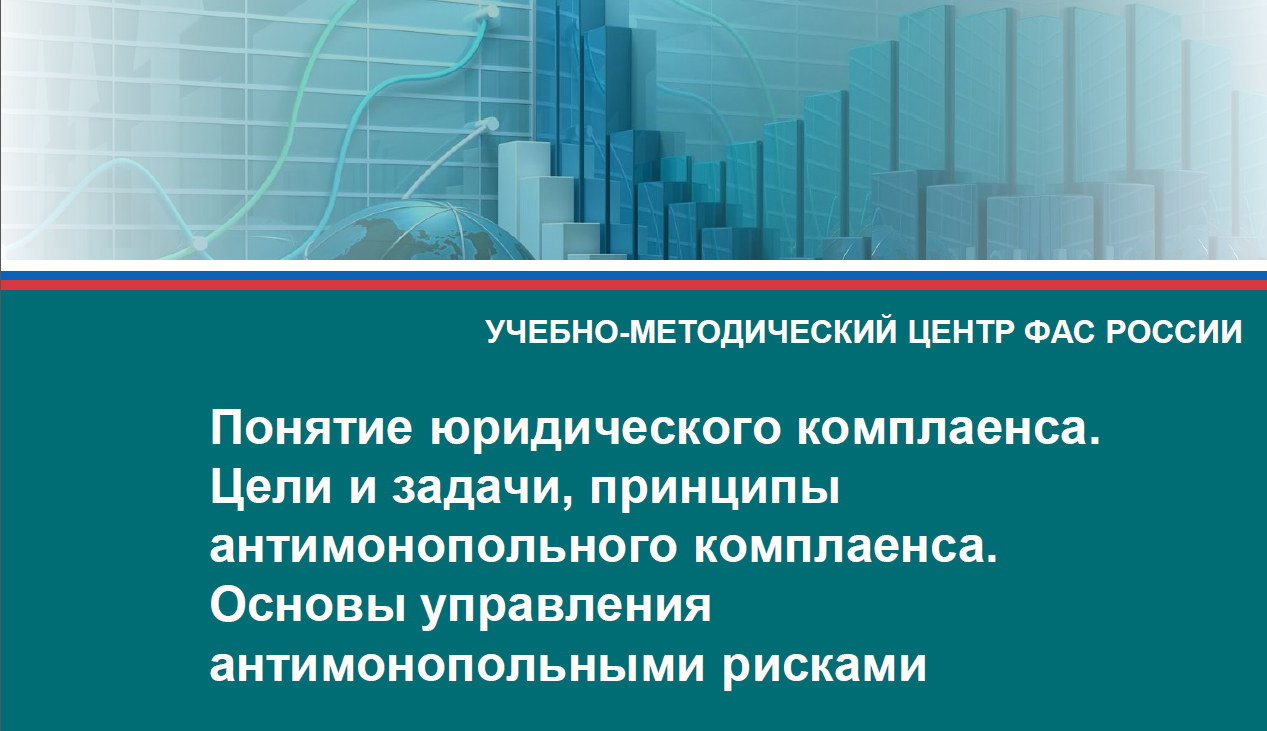 УЧЕБНО-МЕТОДИЧЕСКИЙ ЦЕНТР ФАС РОССИИ
Понятие юридического комплаенса.
Цели и задачи, принципы
антимонопольного комплаенса.
Основы управления
антимонопольными рисками